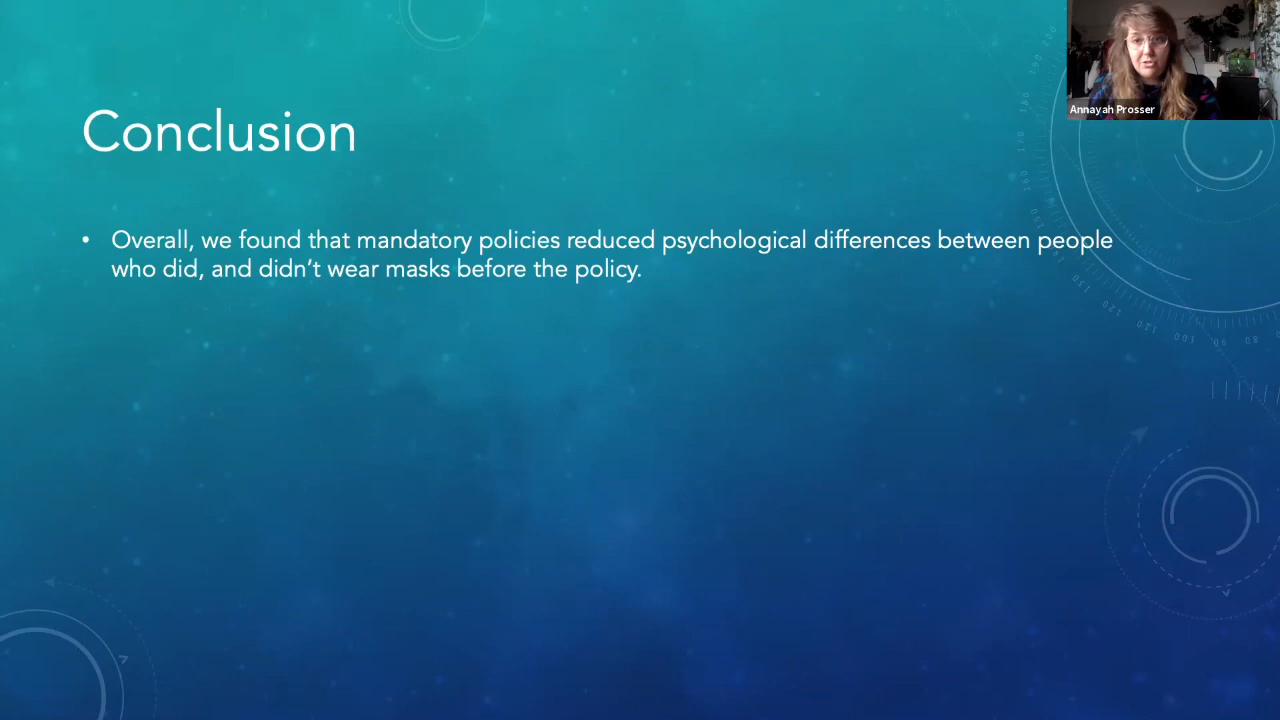 Annayah Prosser
Conclusion
• Overall, we found that mandatory policies reduced psychological differences between people
who did, and didn’t wear masks before the policy.